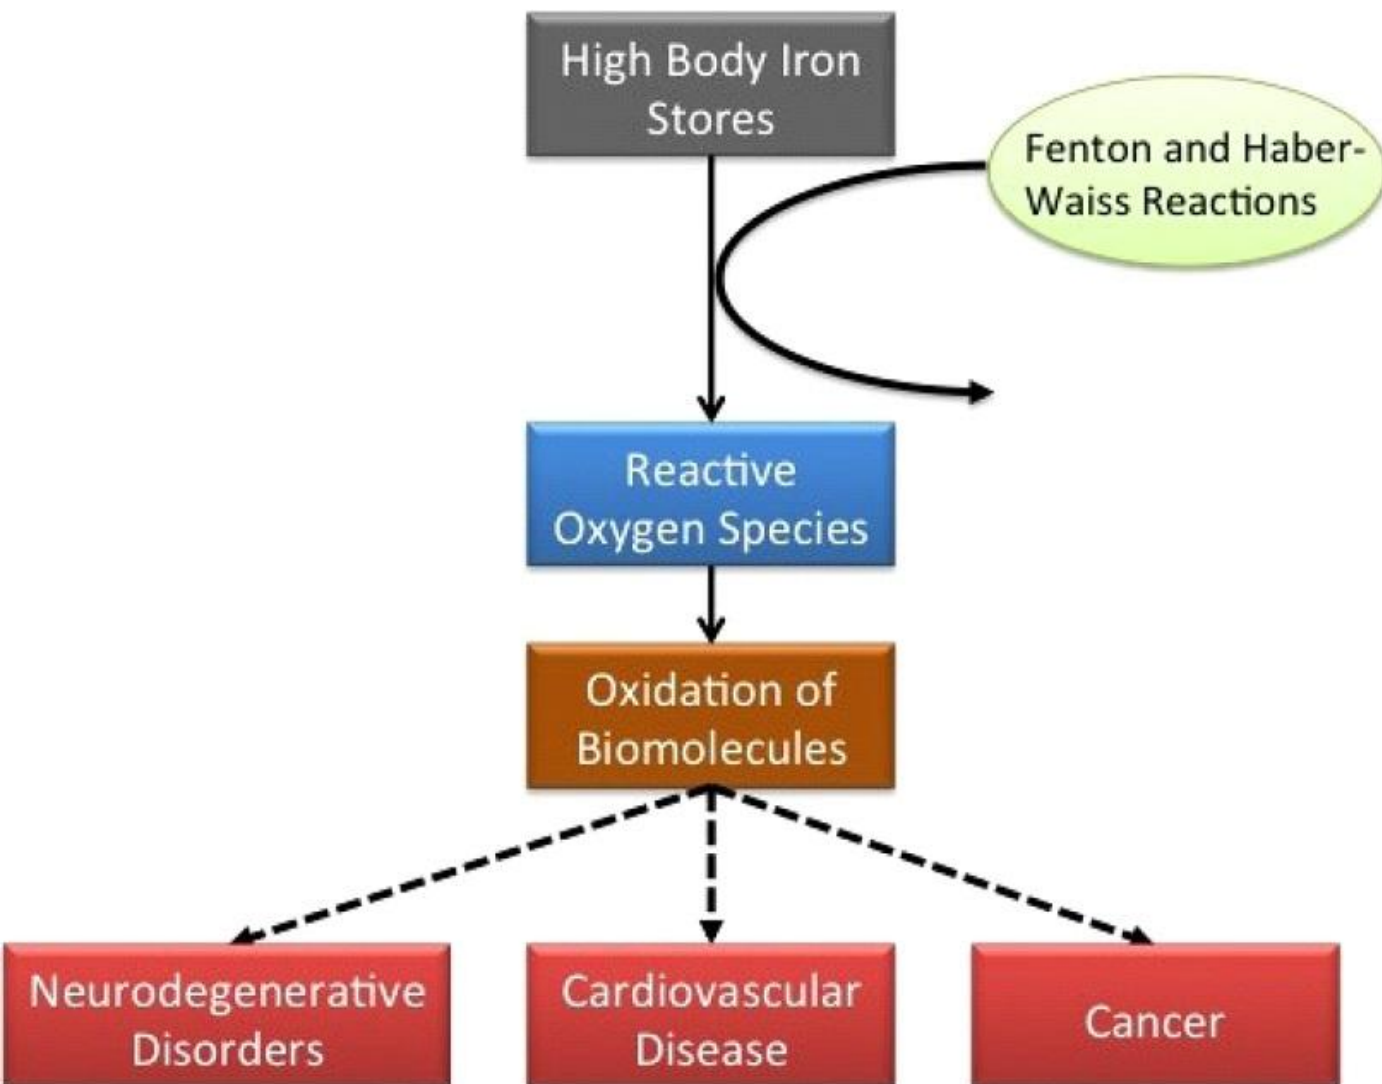 High Body Iron
Stores
Fenton and Haber-
Waiss Reactions
Reactive
Oxygen Species
Oxidation of
Biomolecules
Neurodegenerative
Disorders
Cardiovascular
Disease
Cancer